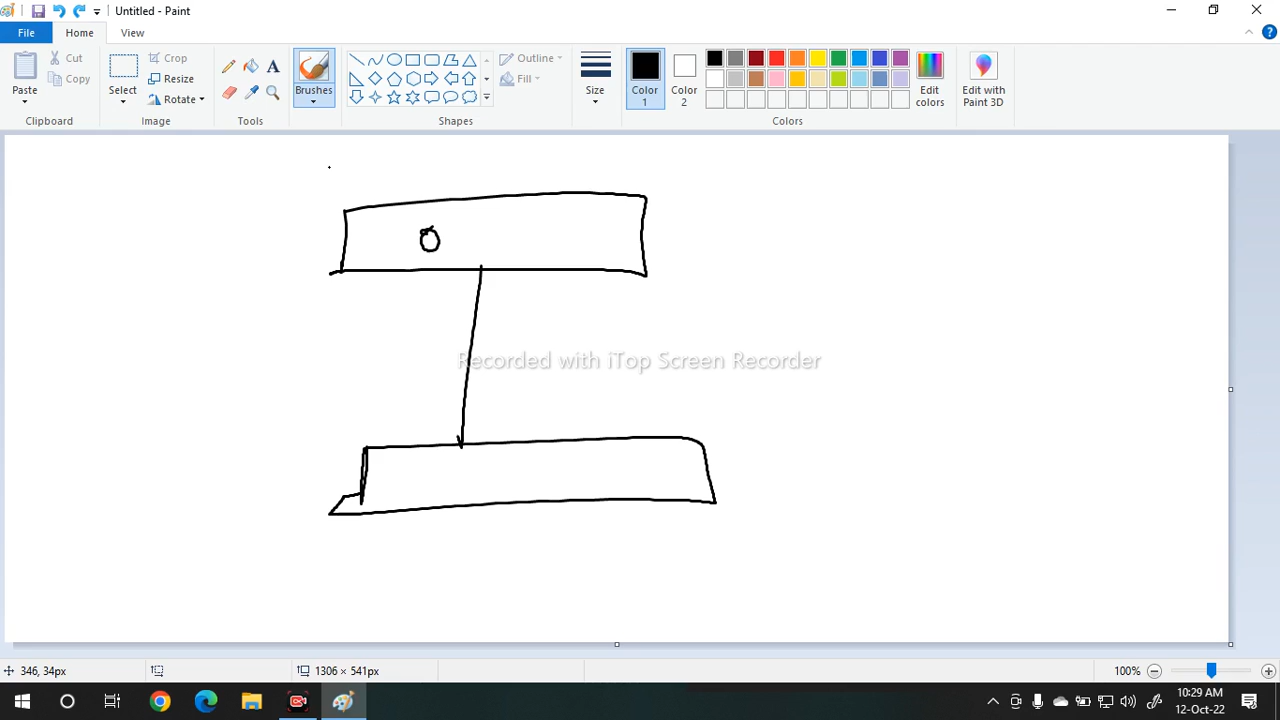 Untitled - Paint
File Home View
Paste
Cut
Copy
Clipboard
Select
Crop
Resize
Rotate
Image
A
Tools
Brushes
Shapes
Outline
Fill
Size
Color 1
Color 2
Edit colors
Colors
Edit with Paint 3D
Recorded with iTop Screen Recorder
346, 34px
1306 × 541px
100%
10:29 AM
12-Oct-22